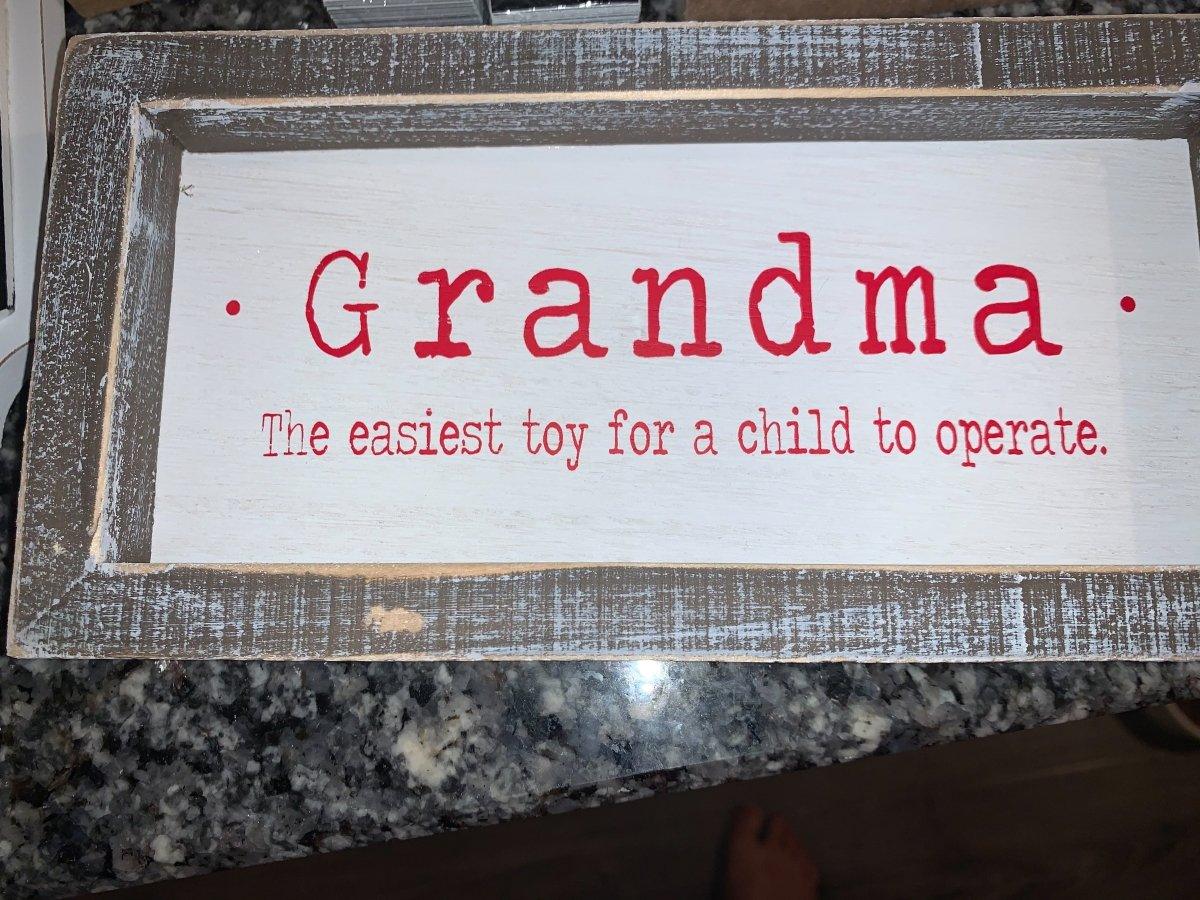 · Grandma ·
The easiest toy for a child to operate.